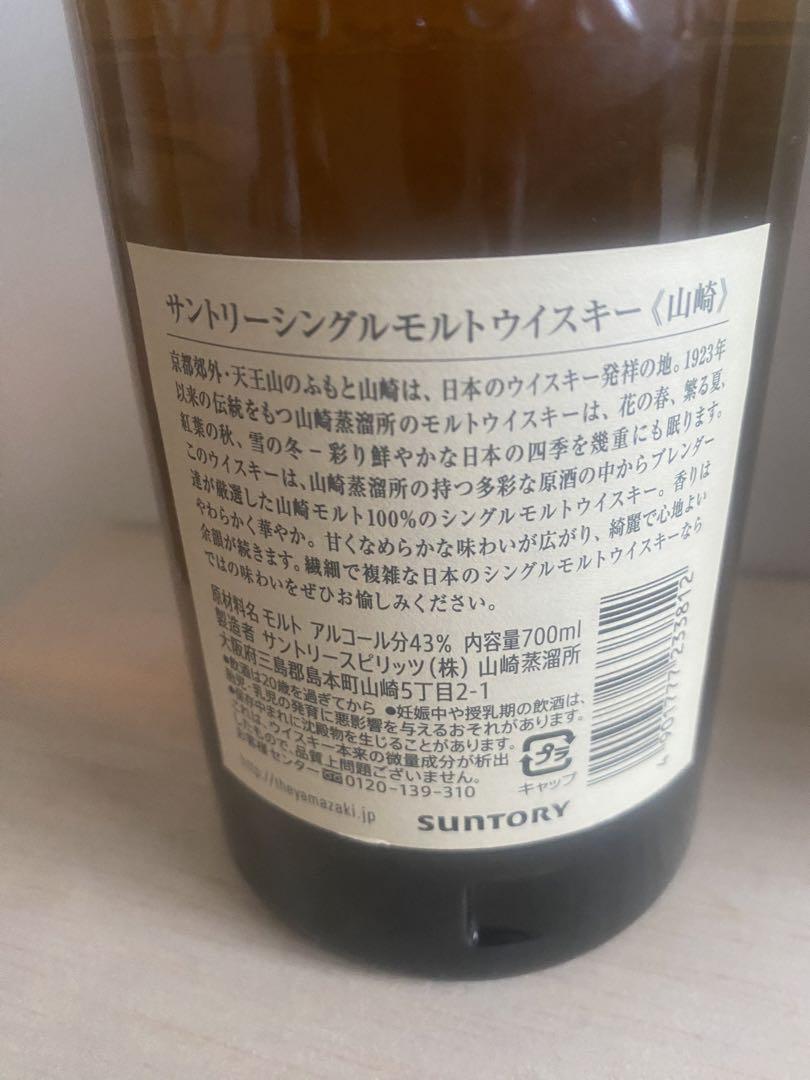 サントリーシングルモルトウイスキー《山崎》
京都郊外・天王山のふもと山崎は、日本のウイスキー発祥の地。1923年
以来の伝統をもつ山崎蒸溜所のモルトウイスキーは、花の春、繁る夏、
紅葉の秋、雪の冬－彩り鮮やかな日本の四季を幾重にも眠ります。
このウイスキーは、山崎蒸溜所の持つ多彩な原酒の中からブレンダー
達が厳選した山崎モルト100%のシングルモルトウイスキー。香りは
やわらかく華やか。甘くなめらかな味わいが広がり、綺麗で心地よい
余韻が続きます。繊細で複雑な日本のシングルモルトウイスキーなら
ではの味わいをぜひお愉しみください。
原材料名 モルト アルコール分43% 内容量700ml
製造者 サントリースピリッツ(株) 山崎蒸溜所
大阪府三島郡島本町山崎5丁目2-1
●飲酒は20歳を過ぎてから ●妊娠中や授乳期の飲酒は、
胎児・乳児の発育に悪影響を与えるおそれがあります。
●保存中まれに沈殿物を生じることがあります。
これは、ウイスキー本来の微量成分が析出
したもので、品質上問題ございません。
お客様センター 0120-139-310
http://theyamazaki.jp
SUNTORY
プラ
キャップ
4 901777 233812